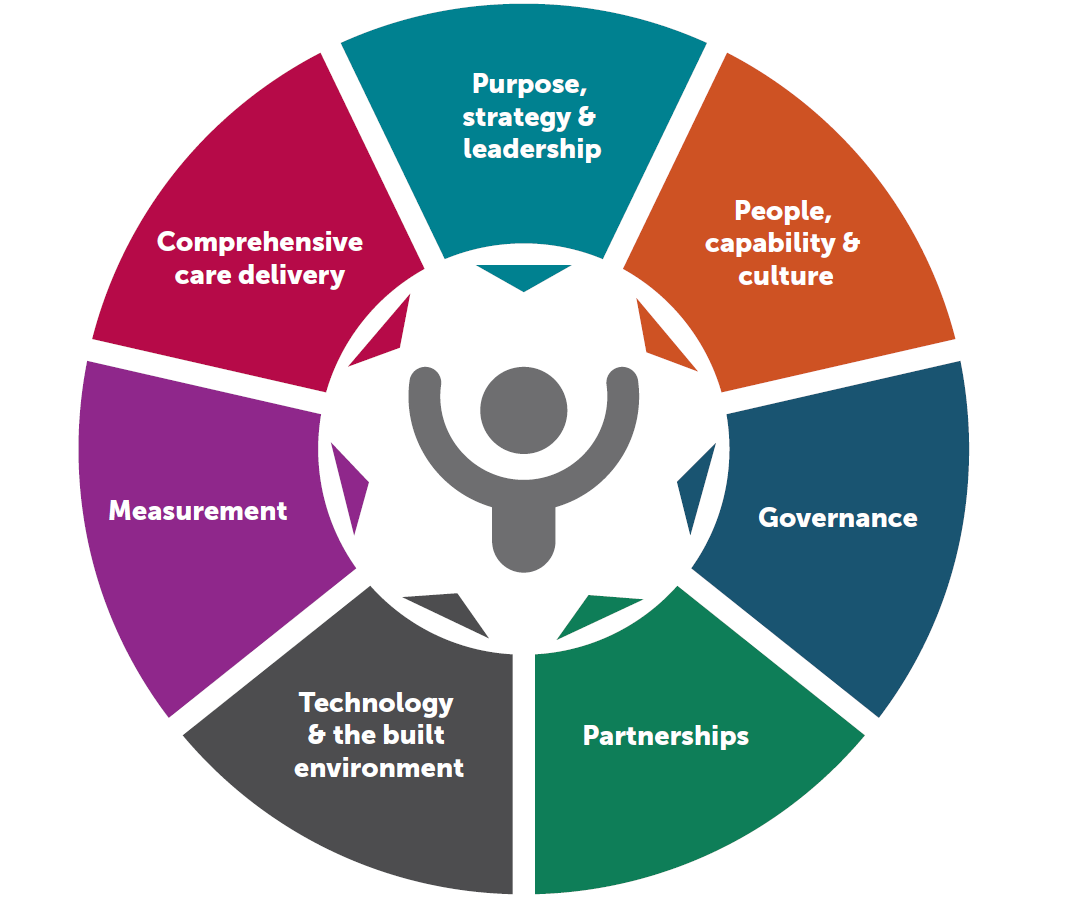 Purpose,
strategy &
leadership
People,
capability &
culture
Governance
Partnerships
Technology
& the built
environment
Measurement
Comprehensive
care delivery